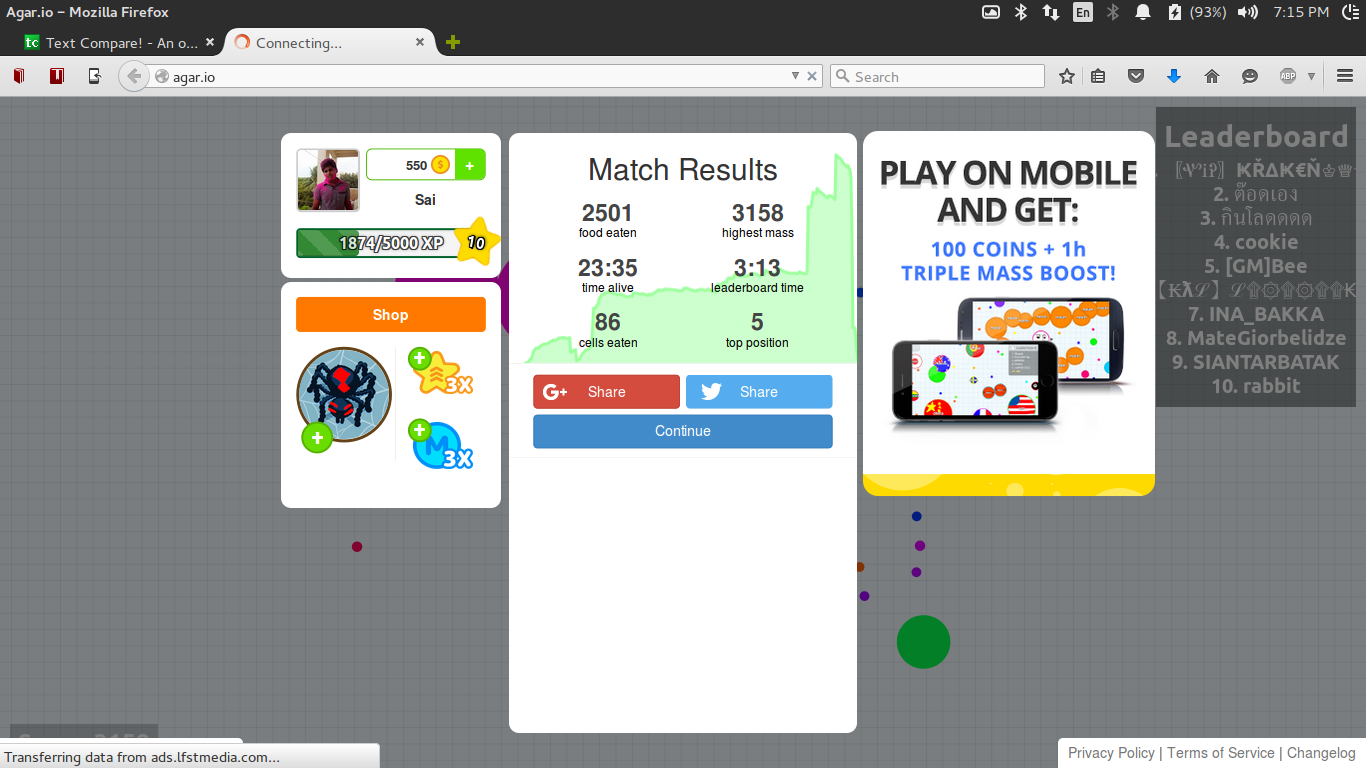 Agar.io – Mozilla Firefox
En
(93%)
7:15 PM
Text Compare! - An o...
Connecting...
agar.io
Search
ABP
550
Sai
1874/5000 XP
10
Shop
3X
M
3X
Match Results
2501
3158
food eaten
highest mass
23:35
3:13
time alive
leaderboard time
86
5
cells eaten
top position
G+ Share
Share
Continue
PLAY ON MOBILE
AND GET:
100 COINS + 1h
TRIPLE MASS BOOST!
Leaderboard
2. ต๊อดเอง
3. กินโลดดดด
4. cookie
5. [GM]Bee
7. INA_BAKKA
8. MateGiorbelidze
9. SIANTARBATAK
10. rabbit
Transferring data from ads.lfstmedia.com...
Privacy Policy | Terms of Service | Changelog